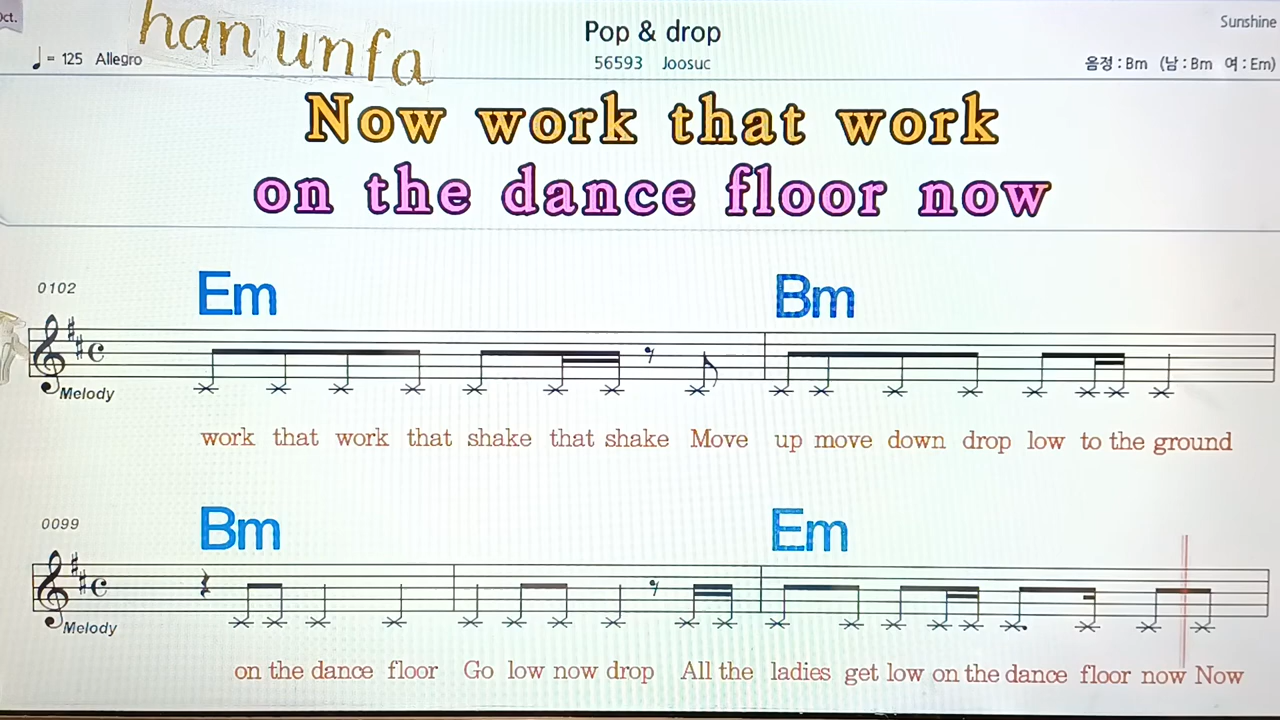 Oct.
han unfa
Pop & drop
Sunshine
♩= 125 Allegro
56593 Joosuc
음정 : Bm (남 : Bm 여 : Em)
Now work that work
on the dance floor now
0102
Em Bm
Melody
work that work that shake that shake Move up move down drop low to the ground
0099
Bm Em
Melody
on the dance floor Go low now drop All the ladies get low on the dance floor now Now